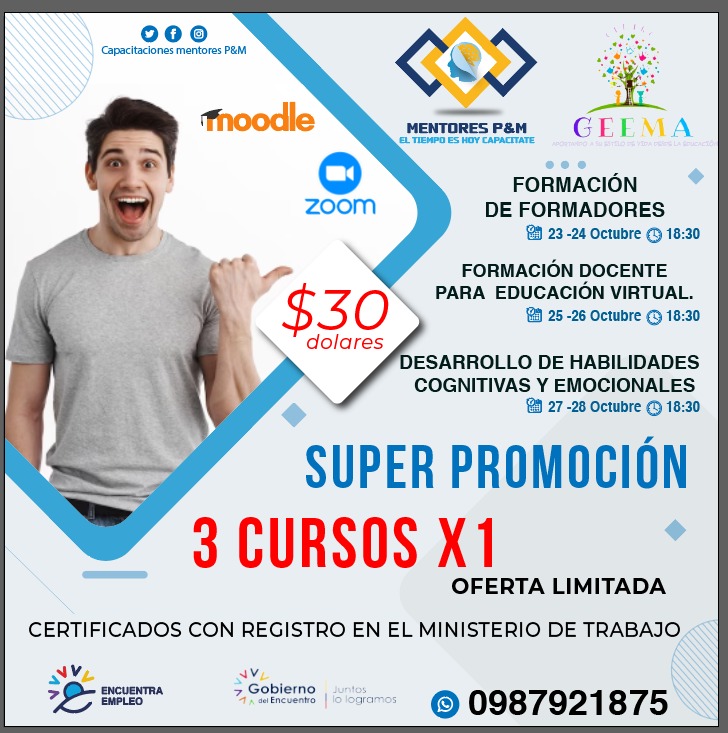 Capacitaciones mentores P&M
moodle
zoom
MENTORES P&M
EL TIEMPO ES HOY CAPACITATE
GEEMA
FORMACIÓN
DE FORMADORES
23 -24 Octubre 18:30
FORMACIÓN DOCENTE
PARA EDUCACIÓN VIRTUAL.
25 -26 Octubre 18:30
$30
dolares
DESARROLLO DE HABILIDADES
COGNITIVAS Y EMOCIONALES
27 -28 Octubre 18:30
SUPER PROMOCIÓN
3 CURSOS X1
OFERTA LIMITADA
CERTIFICADOS CON REGISTRO EN EL MINISTERIO DE TRABAJO
ENCUENTRA
EMPLEO
Gobierno
del Encuentro
Juntos
lo logramos
0987921875